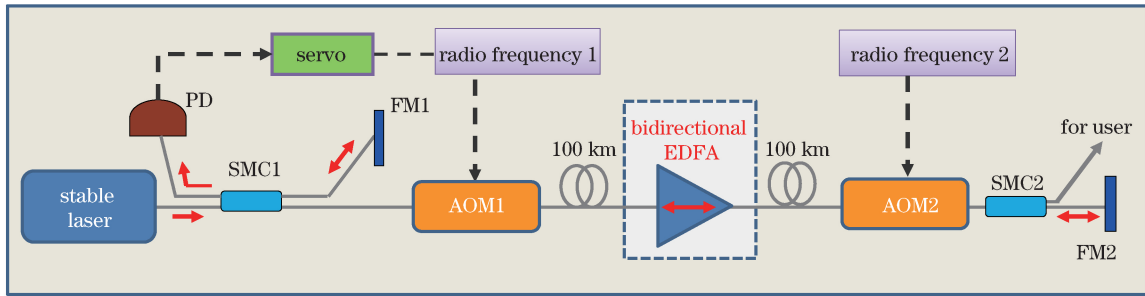 servo
radio frequency 1
radio frequency 2
PD
FM1
bidirectional
EDFA
for user
100 km
100 km
SMC1
SMC2
stable
laser
AOM1
AOM2
FM2